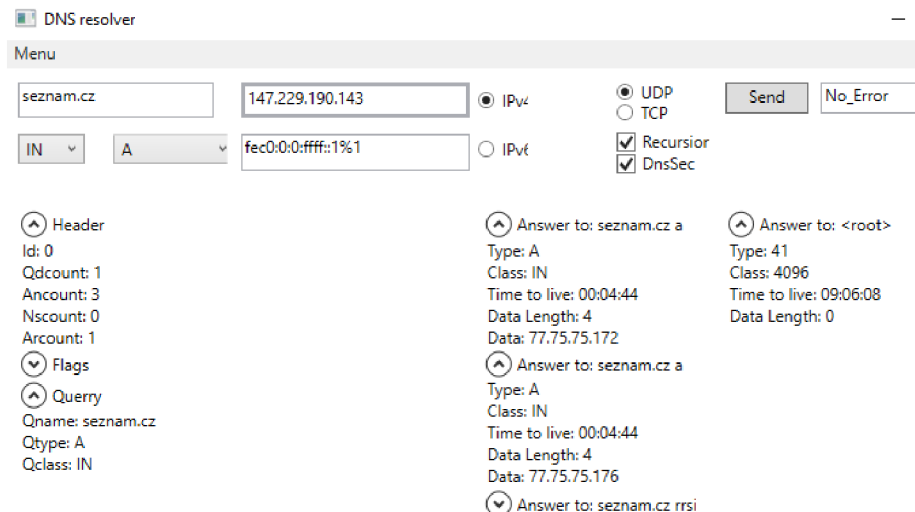 DNS resolver
Menu
seznam.cz
147.229.190.143
IPv4
UDP
TCP
Send
No_Error
IN
A
fec0:0:0:ffff::1%1
IPv6
Recursior
DnsSec
Header
Id: 0
Qdcount: 1
Ancount: 3
Nscount: 0
Arcount: 1
Flags
Querry
Qname: seznam.cz
Qtype: A
Qclass: IN
Answer to: seznam.cz a
Type: A
Class: IN
Time to live: 00:04:44
Data Length: 4
Data: 77.75.75.172
Answer to: seznam.cz a
Type: A
Class: IN
Time to live: 00:04:44
Data Length: 4
Data: 77.75.75.176
Answer to: seznam.cz rrsi
Answer to: <root>
Type: 41
Class: 4096
Time to live: 09:06:08
Data Length: 0